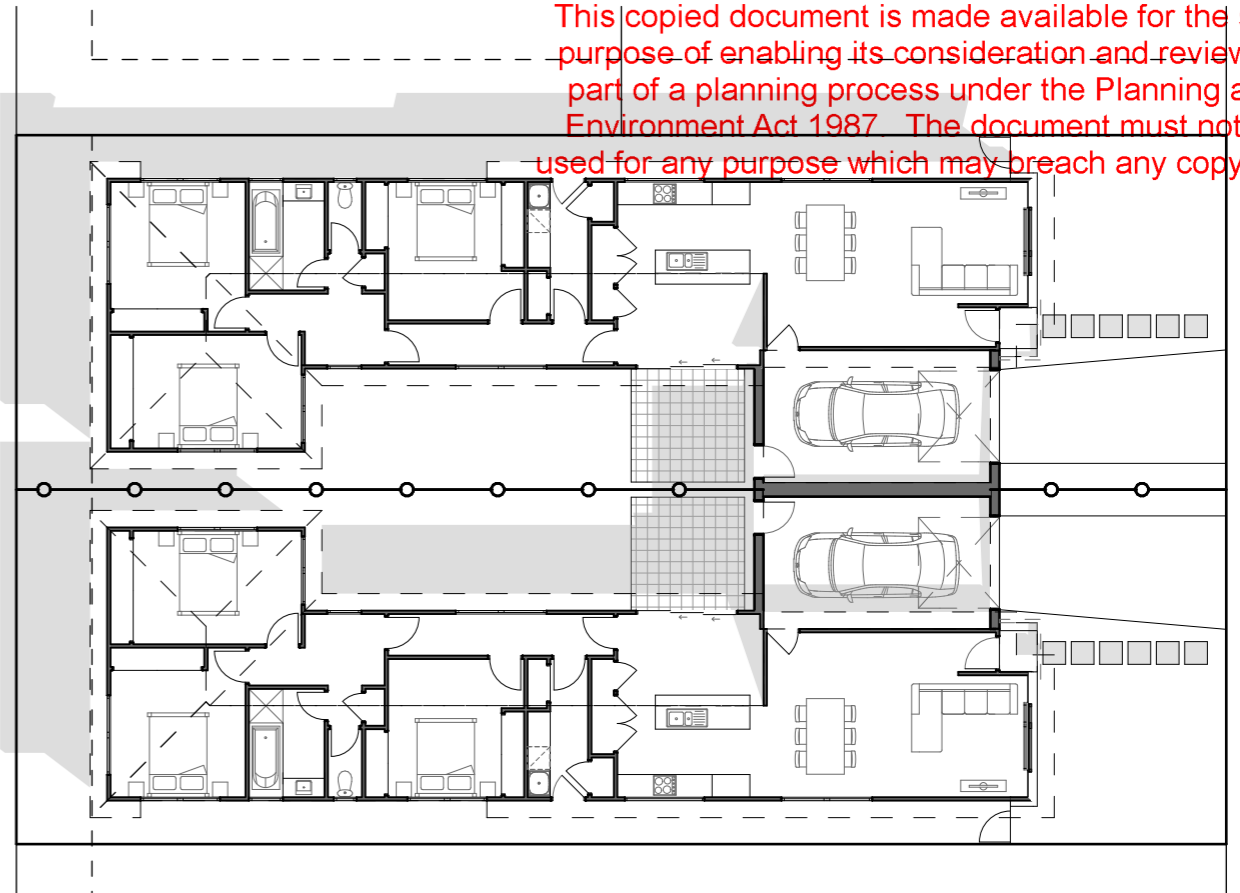 This copied document is made available for the
purpose of enabling its consideration and review
part of a planning process under the Planning
Environment Act 1987. The document must not
used for any purpose which may breach any